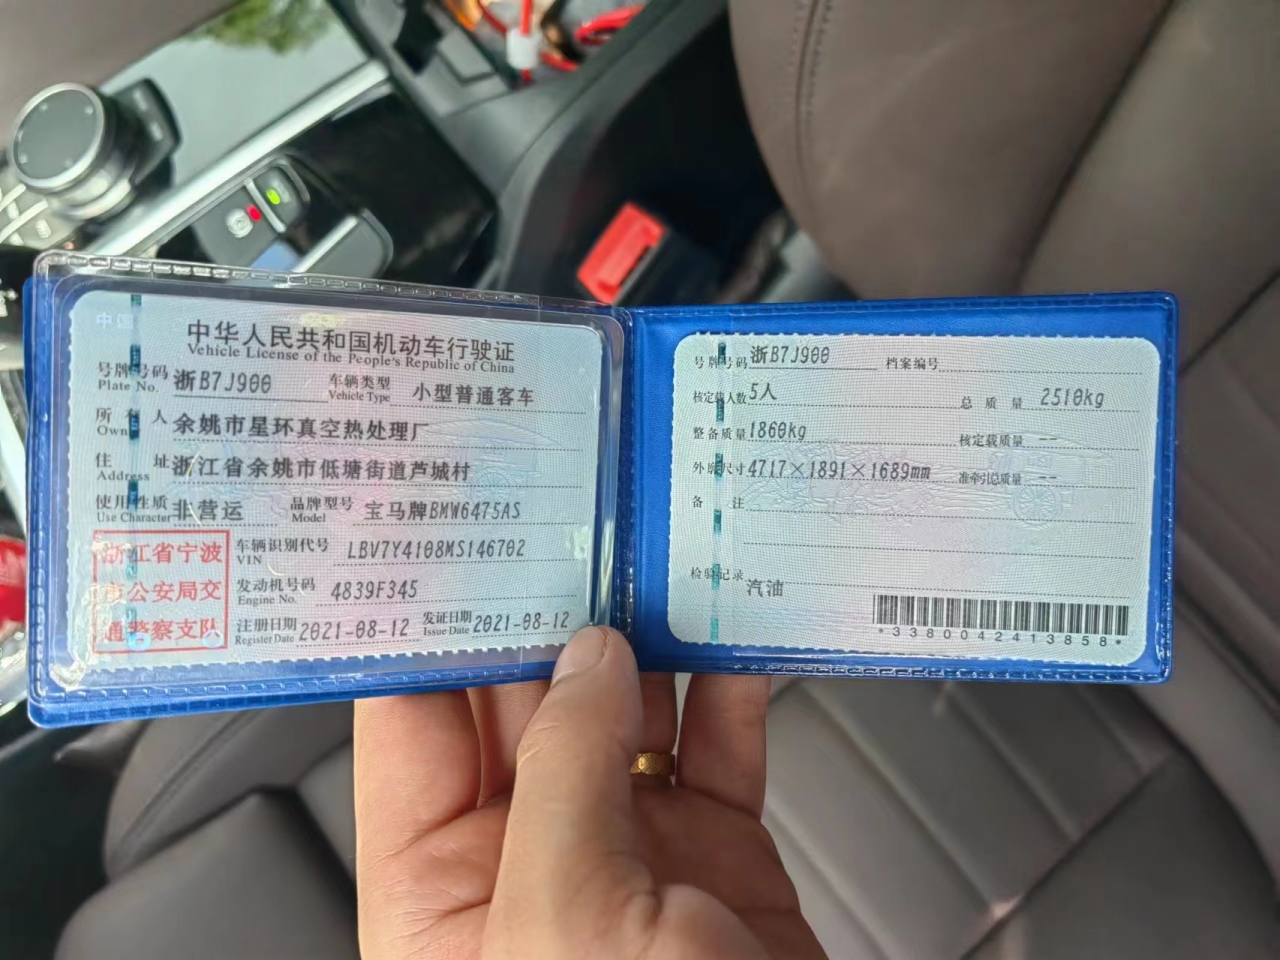 中华人民共和国机动车行驶证
Vehicle License of the People's Republic of China
号牌号码 浙B7J900 车辆类型 小型普通客车
Plate No. Vehicle Type
所有人 余姚市星环真空热处理厂
Owner
住址 浙江省余姚市低塘街道芦城村
Address
使用性质 非营运 品牌型号 宝马牌BMW6475AS
Use Character Model
车辆识别代号 LBV7Y4108MS146702
VIN
发动机号码 4839F345
Engine No.
注册日期 2021-08-12 发证日期 2021-08-12
Register Date Issue Date
浙江省宁波
市公安局交
通警察支队
号牌号码 浙B7J900 档案编号
核定载人数 5人 总质量 2510kg
整备质量 1860kg 核定载质量 --
外廓尺寸 4717×1891×1689mm 准牵引总质量 --
备注
检验记录
汽油
*3380042413858*